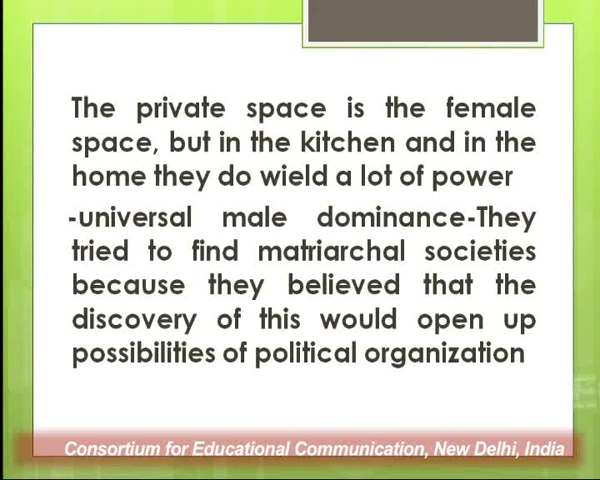 The private space is the female
space, but in the kitchen and in the
home they do wield a lot of power
-universal male dominance-They
tried to find matriarchal societies
because they believed that the
discovery of this would open up
possibilities of political organization
Consortium for Educational Communication, New Delhi, India